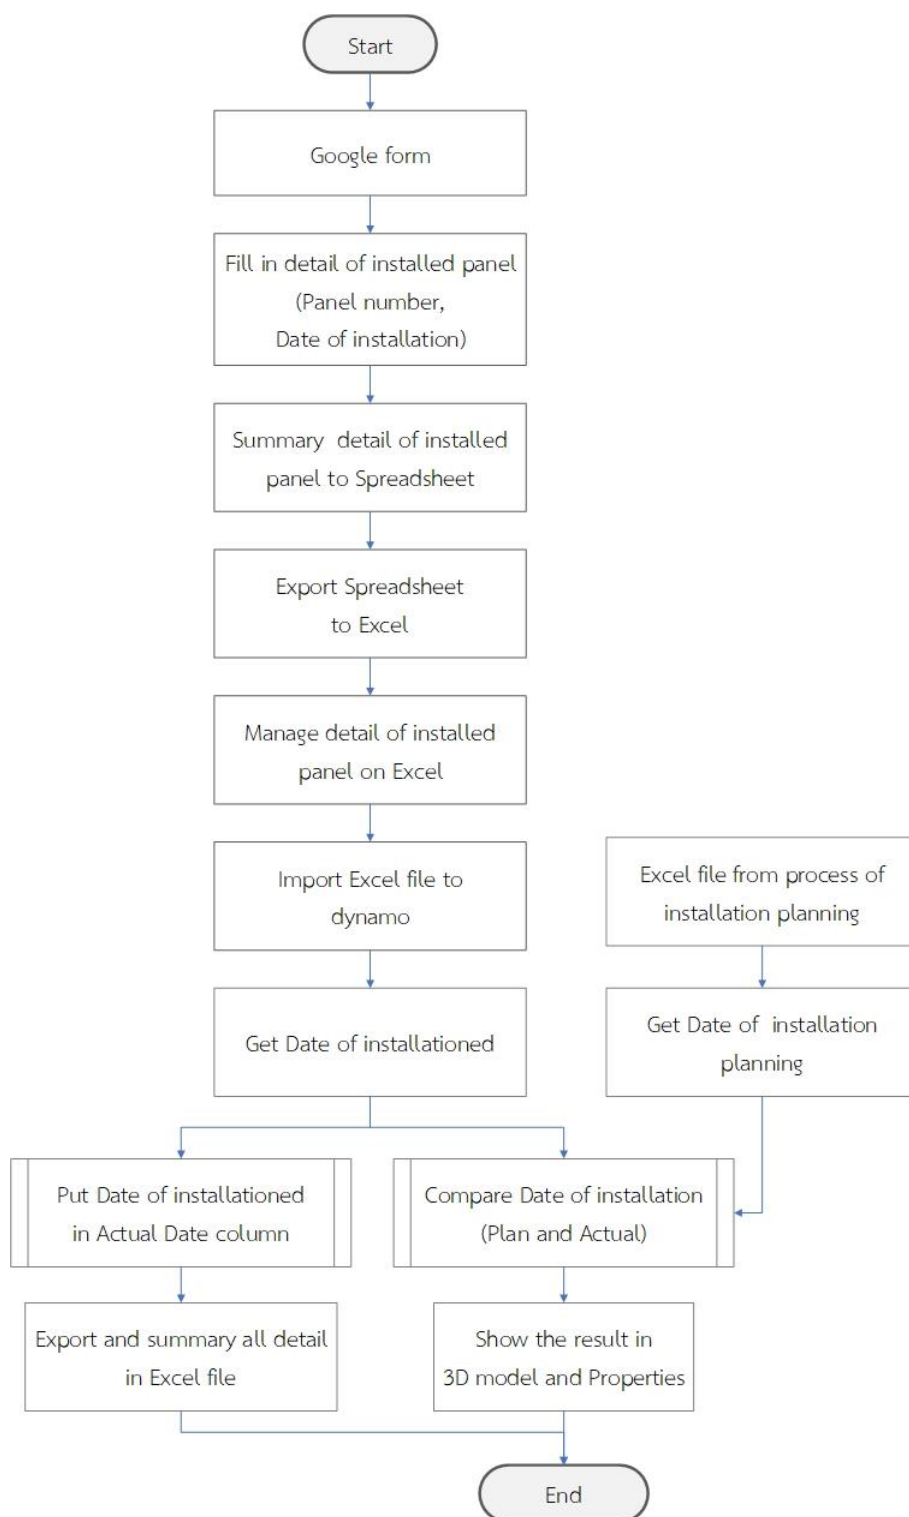 Start
Google form
Fill in detail of installed panel
(Panel number,
Date of installation)
Summary detail of installed
panel to Spreadsheet
Export Spreadsheet
to Excel
Manage detail of installed
panel on Excel
Import Excel file to
dynamo
Excel file from process of
installation planning
Get Date of installationed
Get Date of installation
planning
Put Date of installationed
in Actual Date column
Compare Date of installation
(Plan and Actual)
Export and summary all detail
in Excel file
Show the result in
3D model and Properties
End